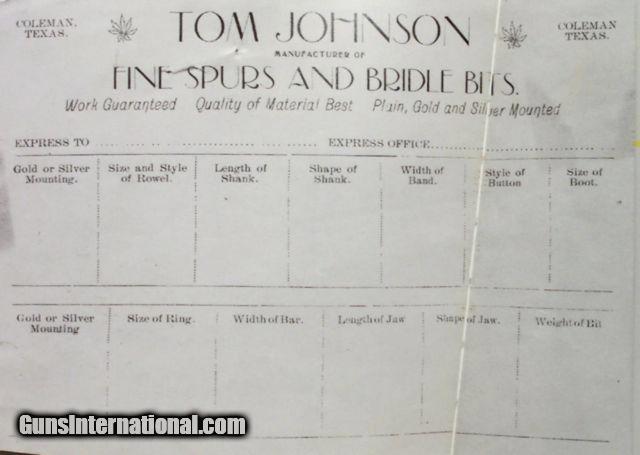 COLEMAN, TEXAS. TOM JOHNSON COLEMAN TEXAS.
MANUFACTURER OF
FINE SPURS AND BRIDLE BITS.
Work Guaranteed Quality of Material Best Plain, Gold and Silver Mounted
EXPRESS TO EXPRESS OFFICE
Gold or Silver Mounting. Size and Style of Rowel. Length of Shank. Shape of Shank. Width of Band. Style of Button Size of Boot.
Gold or Silver Mounting Size of Ring. Width of Bar. Length of Jaw Shape of Jaw. Weight of Bit
GunsInternational.com